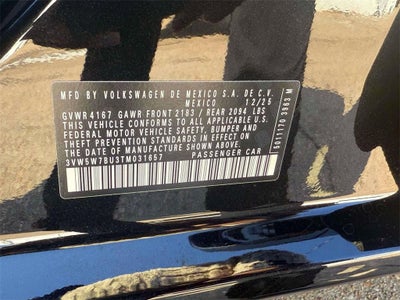 MFD BY VOLKSWAGEN DE MEXICO S.A. DE C.V.
MEXICO 12/25
GVWR 4167 GAWR FRONT 2183 / REAR 2094 LBS
THIS VEHICLE CONFORMS TO ALL APPLICABLE
FEDERAL MOTOR VEHICLE SAFETY, BUMPER AND
THEFT PREVENTION STANDARDS IN EFFECT ON
THE DATE OF MANUFACTURE SHOWN ABOVE.
3VW5W7BU3TM031657 PASSENGER CAR